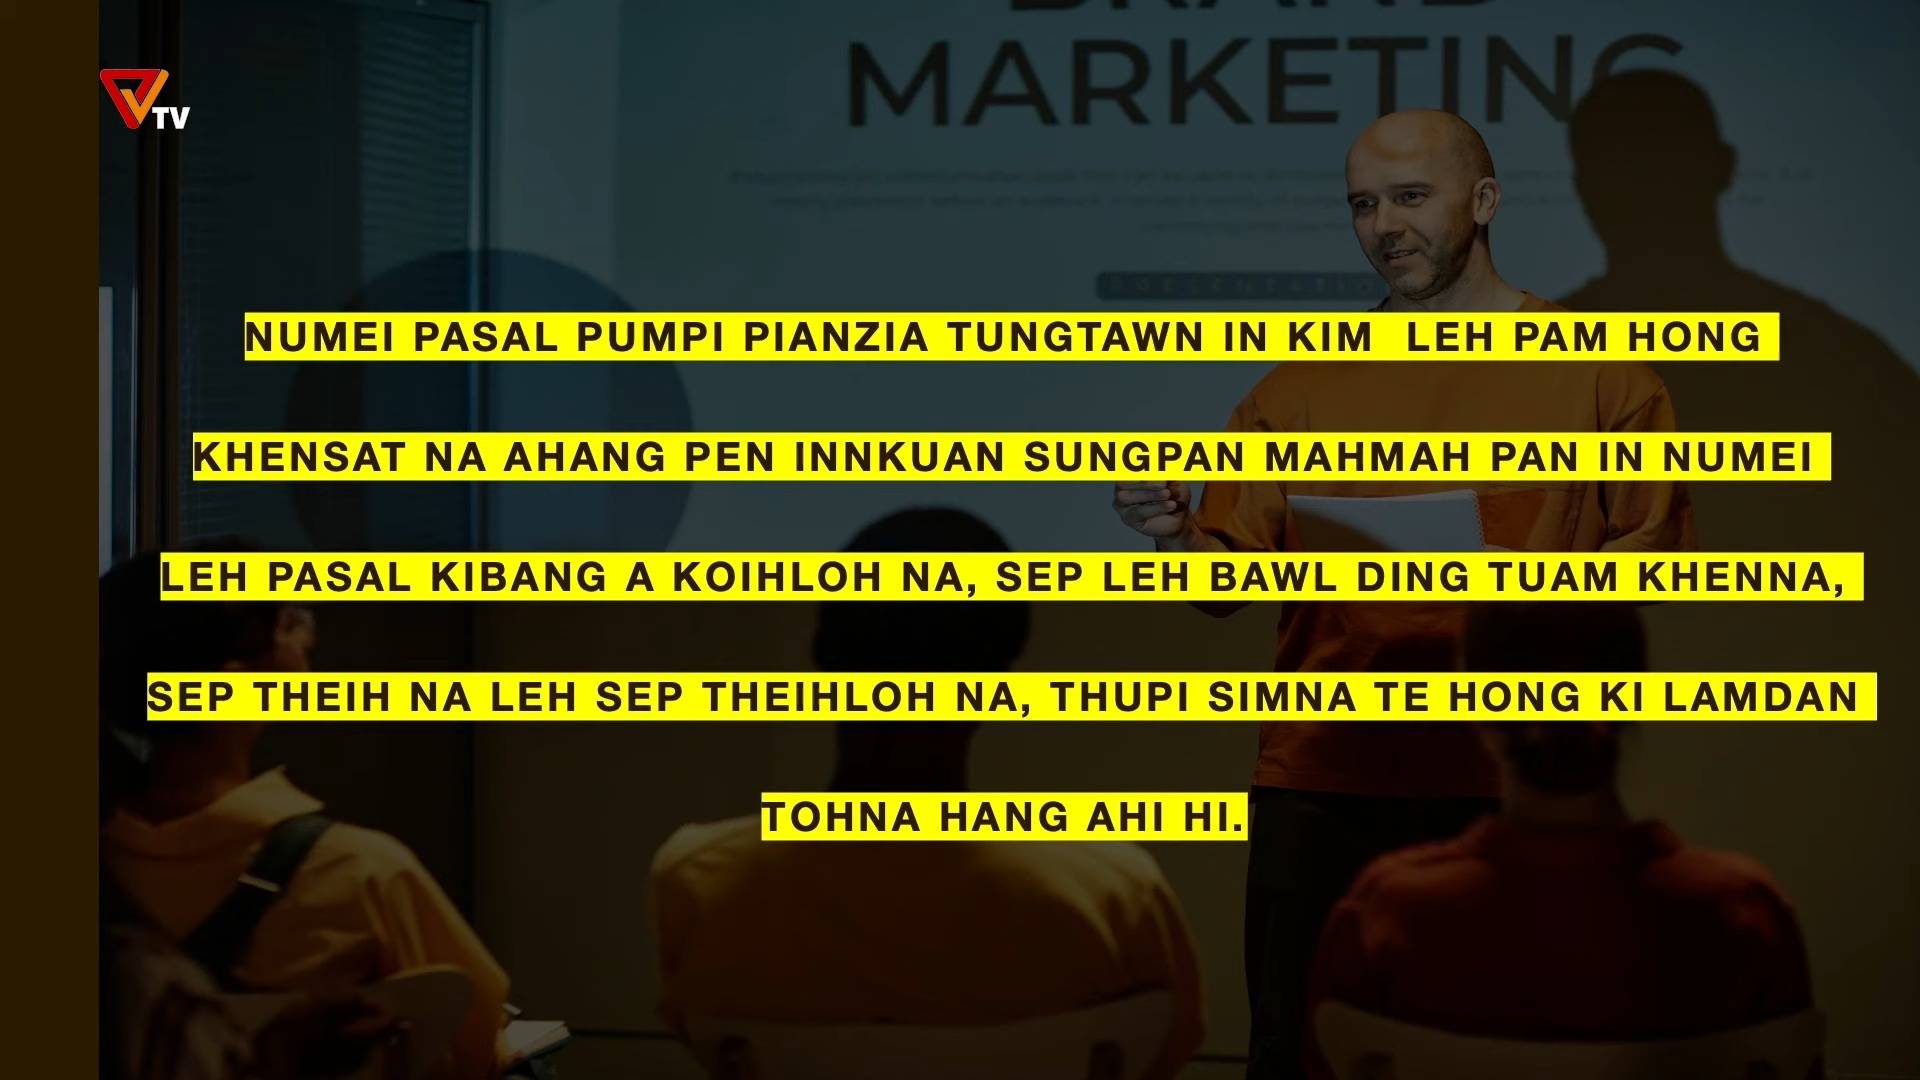 BRAND
MARKETING
TV
PRESENTATIO
NUMEI PASAL PUMPI PIANZIA TUNGTAWN IN KIM LEH PAM HONG
KHENSAT NA AHANG PEN INNKUAN SUNGPAN MAHMAH PAN IN NUMEI
LEH PASAL KIBANG A KOIHLOH NA, SEP LEH BAWL DING TUAM KHENNA,
SEP THEIH NA LEH SEP THEIHLOH NA, THUPI SIMNA TE HONG KI LAMDAN
TOHNA HANG AHI HI.